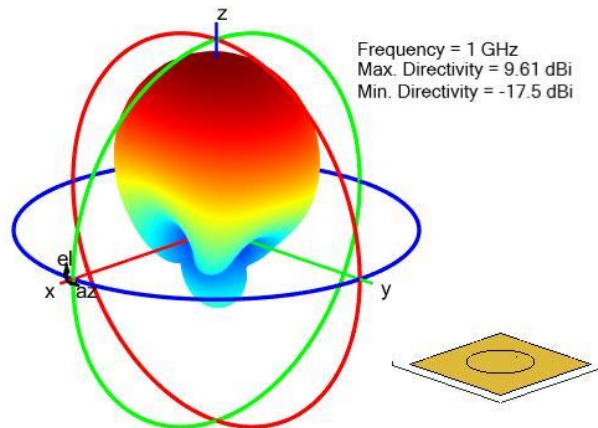 z
Frequency = 1 GHz
Max. Directivity = 9.61 dBi
Min. Directivity = -17.5 dBi
el
x az
y